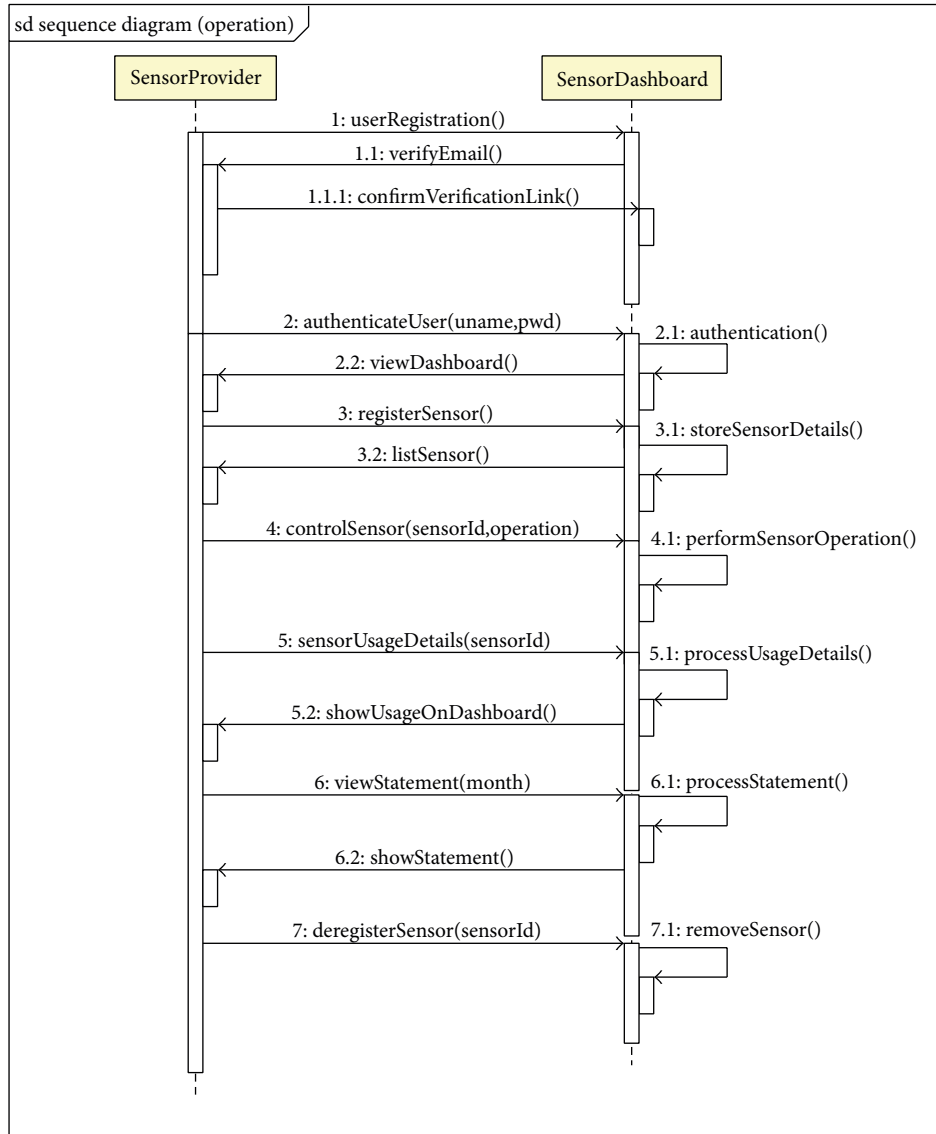 sd sequence diagram (operation)
SensorProvider
SensorDashboard
1: userRegistration()
1.1: verifyEmail()
1.1.1: confirmVerificationLink()
2: authenticateUser(uname,pwd)
2.1: authentication()
2.2: viewDashboard()
3: registerSensor()
3.1: storeSensorDetails()
3.2: listSensor()
4: controlSensor(sensorId,operation)
4.1: performSensorOperation()
5: sensorUsageDetails(sensorId)
5.1: processUsageDetails()
5.2: showUsageOnDashboard()
6: viewStatement(month)
6.1: processStatement()
6.2: showStatement()
7: deregisterSensor(sensorId)
7.1: removeSensor()